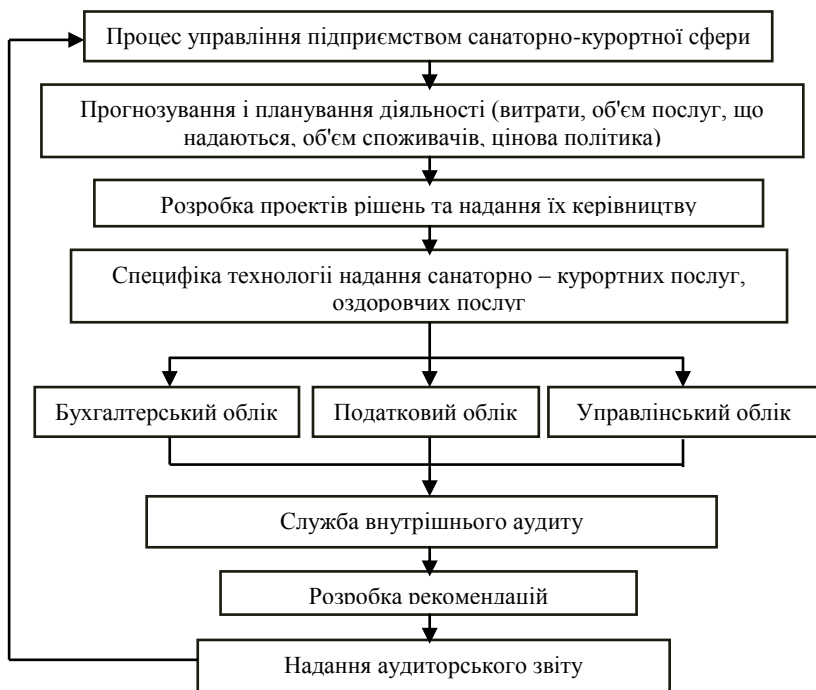 Процес управління підприємством санаторно-курортної сфери
Прогнозування і планування діяльності (витрати, об'єм послуг, що
надаються, об'єм споживачів, цінова політика)
Розробка проектів рішень та надання їх керівництву
Специфіка технології надання санаторно – курортних послуг,
оздоровчих послуг
Бухгалтерський облік
Податковий облік
Управлінський облік
Служба внутрішнього аудиту
Розробка рекомендацій
Надання аудиторського звіту